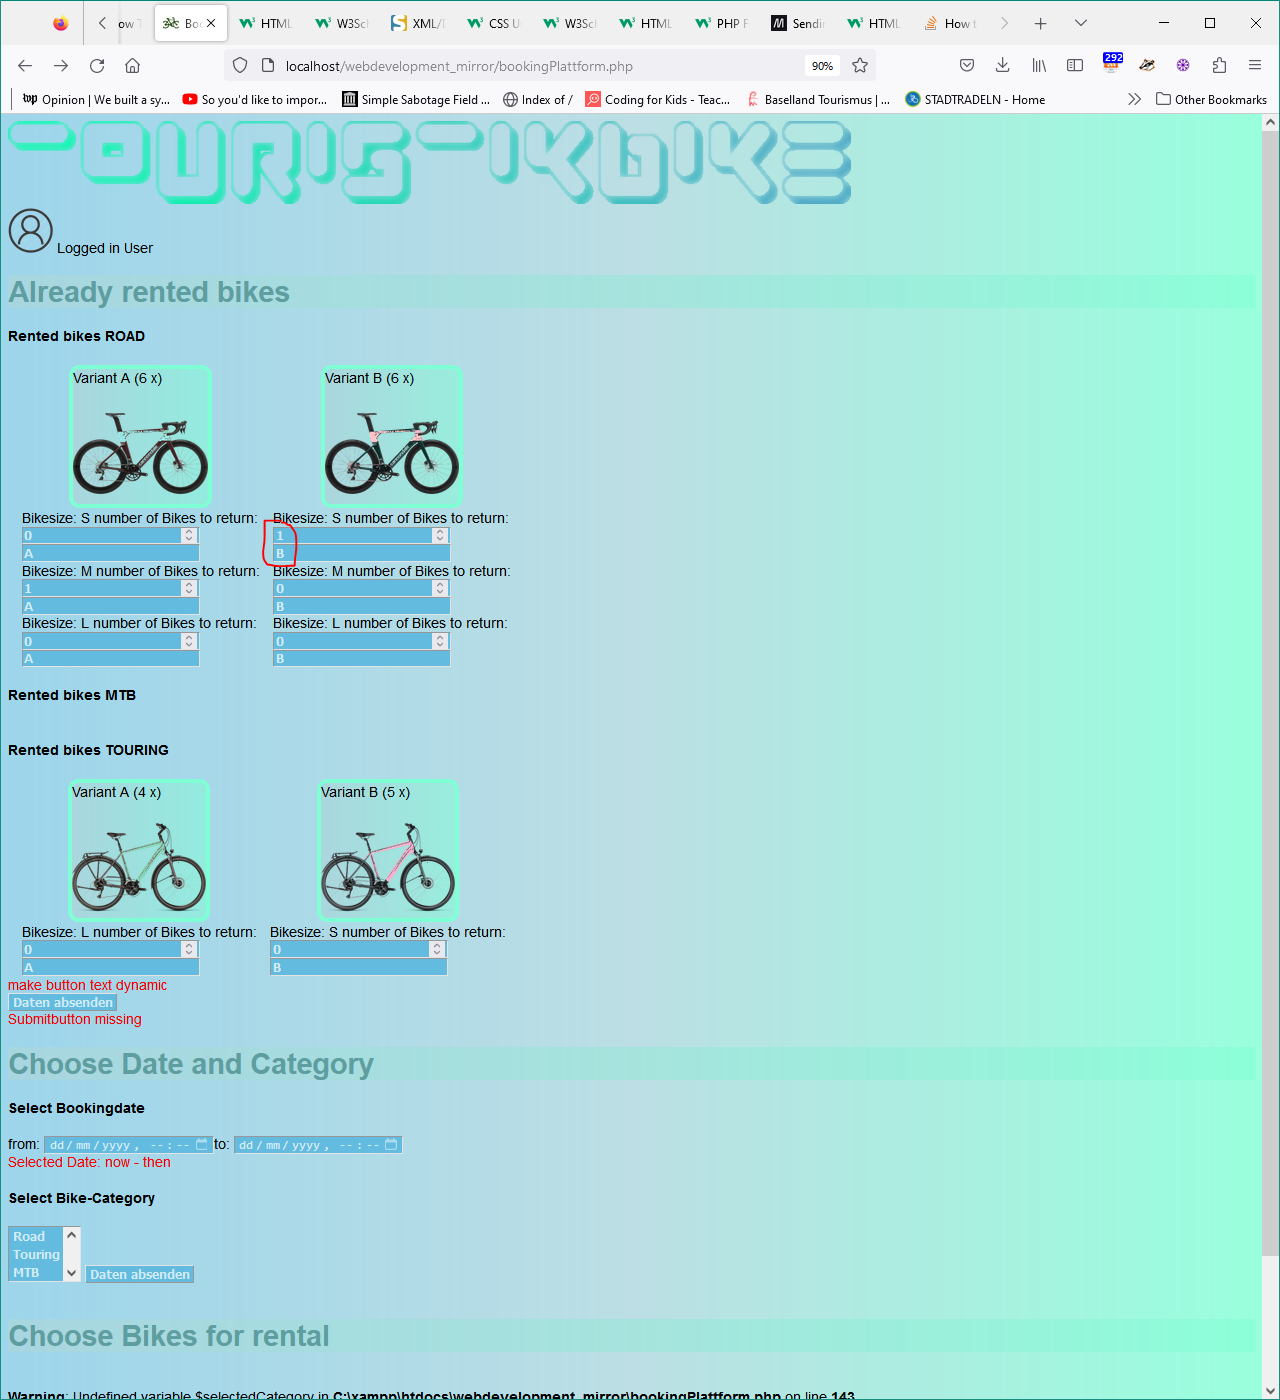 ow T
Boo
HTML
W3Sch
XML/D
CSS U
W3Sch
HTML
PHP F
Sendin
HTML
How t
localhost/webdevelopment_mirror/bookingPlattform.php
90%
292
Opinion | We built a sy...
So you'd like to impor...
Simple Sabotage Field ...
Index of /
Coding for Kids - Teac...
Baselland Tourismus | ...
STADTRADELN - Home
Other Bookmarks
TOURISTIKBIKE
Logged in User
Already rented bikes
Rented bikes ROAD
Variant A (6 x) Variant B (6 x)
Bikesize: S number of Bikes to return: Bikesize: S number of Bikes to return:
0 1
A B
Bikesize: M number of Bikes to return: Bikesize: M number of Bikes to return:
1 0
A B
Bikesize: L number of Bikes to return: Bikesize: L number of Bikes to return:
0 0
A B
Rented bikes MTB
Rented bikes TOURING
Variant A (4 x) Variant B (5 x)
Bikesize: L number of Bikes to return: Bikesize: S number of Bikes to return:
0 0
A B
make button text dynamic
Daten absenden
Submitbutton missing
Choose Date and Category
Select Bookingdate
from: dd/mm/yyyy, --:-- to: dd/mm/yyyy, --:--
Selected Date: now - then
Select Bike-Category
Road
Touring
MTB Daten absenden
Choose Bikes for rental
Warning: Undefined variable $selectedCategory in C:\xampp\htdocs\webdevelopment_mirror\bookingPlattform.php on line 143